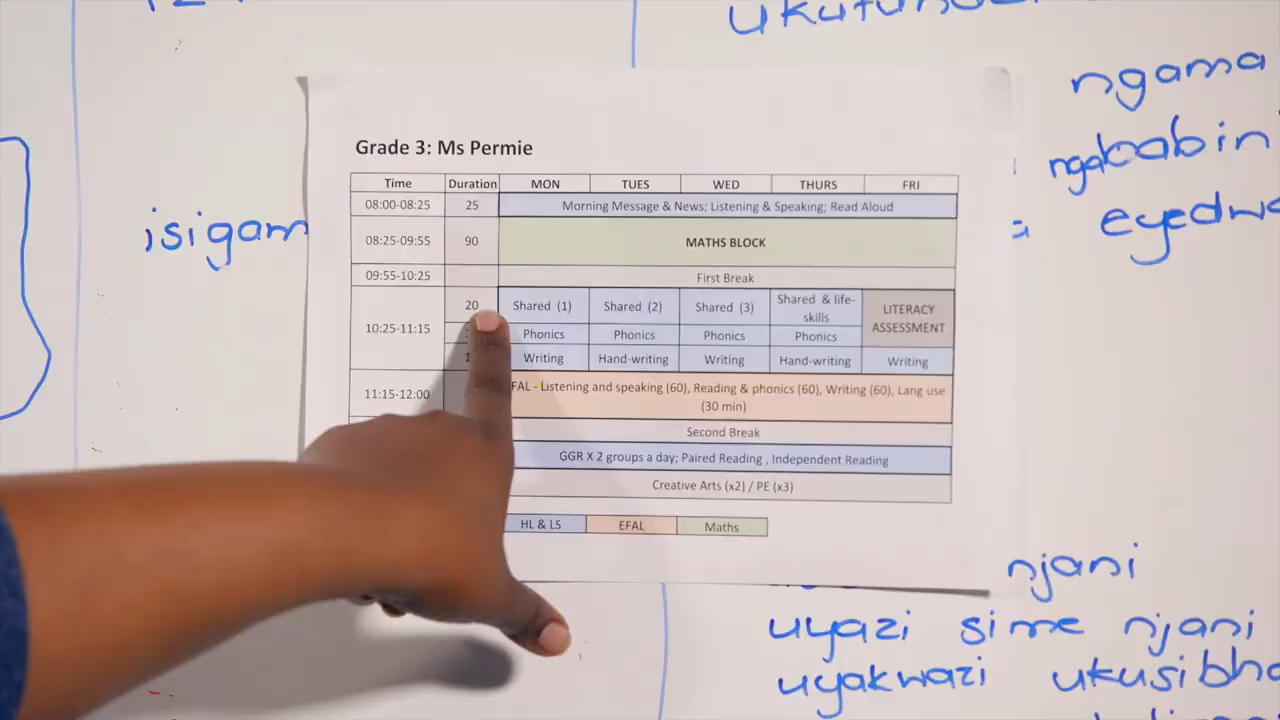 ngama
ngababin
isigam
eyedwa
Grade 3: Ms Permie
Time Duration MON TUES WED THURS FRI
08:00-08:25 25 Morning Message & News; Listening & Speaking; Read Aloud
08:25-09:55 90 MATHS BLOCK
09:55-10:25 First Break
10:25-11:15 20 Shared (1) Shared (2) Shared (3) Shared & life-
skills LITERACY
ASSESSMENT
Phonics Phonics Phonics Phonics
Writing Hand-writing Writing Hand-writing Writing
11:15-12:00 FAL - Listening and speaking (60), Reading & phonics (60), Writing (60), Lang use
(30 min)
Second Break
GGR X 2 groups a day; Paired Reading , Independent Reading
Creative Arts (x2) / PE (x3)
HL & LS EFAL Maths
njani
uyazi sime njani
uyakwazi ukusibha